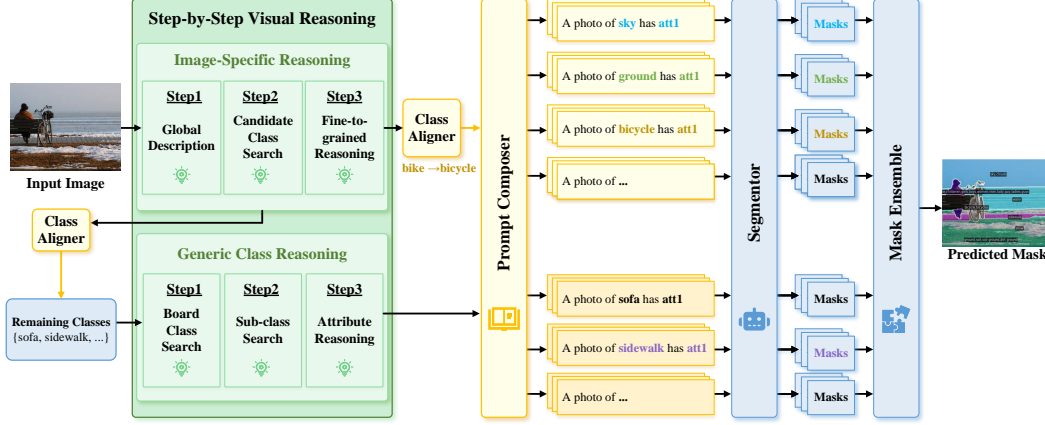 Step-by-Step Visual Reasoning
Image-Specific Reasoning
Step1
Global
Description
Step2
Candidate
Class
Search
Step3
Fine-to-
grained
Reasoning
Input Image
Class
Aligner
bike →bicycle
Class
Aligner
Remaining Classes
{sofa, sidewalk, ...}
Generic Class Reasoning
Step1
Board
Class
Search
Step2
Sub-class
Search
Step3
Attribute
Reasoning
Prompt Composer
A photo of sky has att1
A photo of ground has att1
A photo of bicycle has att1
A photo of ...
A photo of sofa has att1
A photo of sidewalk has att1
A photo of ...
Segmentor
Masks
Masks
Masks
Masks
Masks
Masks
Masks
Mask Ensemble
Predicted Mask